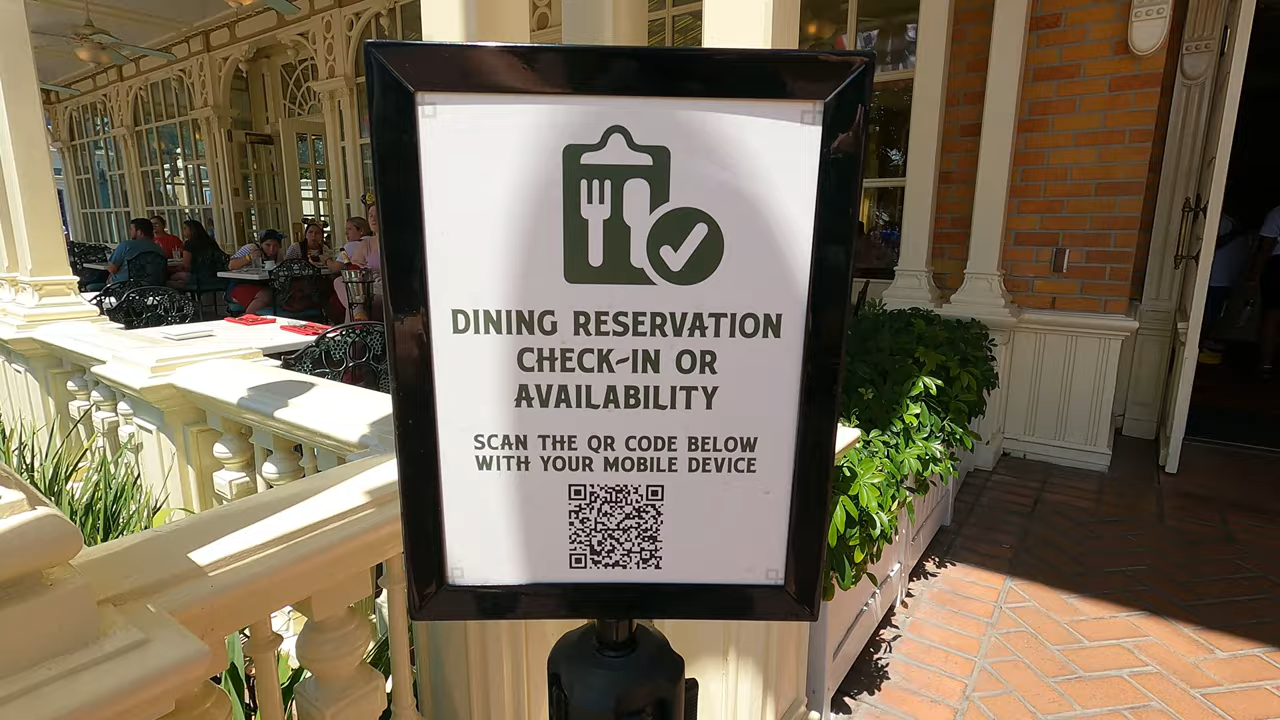 DINING RESERVATION
CHECK-IN OR
AVAILABILITY
SCAN THE QR CODE BELOW
WITH YOUR MOBILE DEVICE